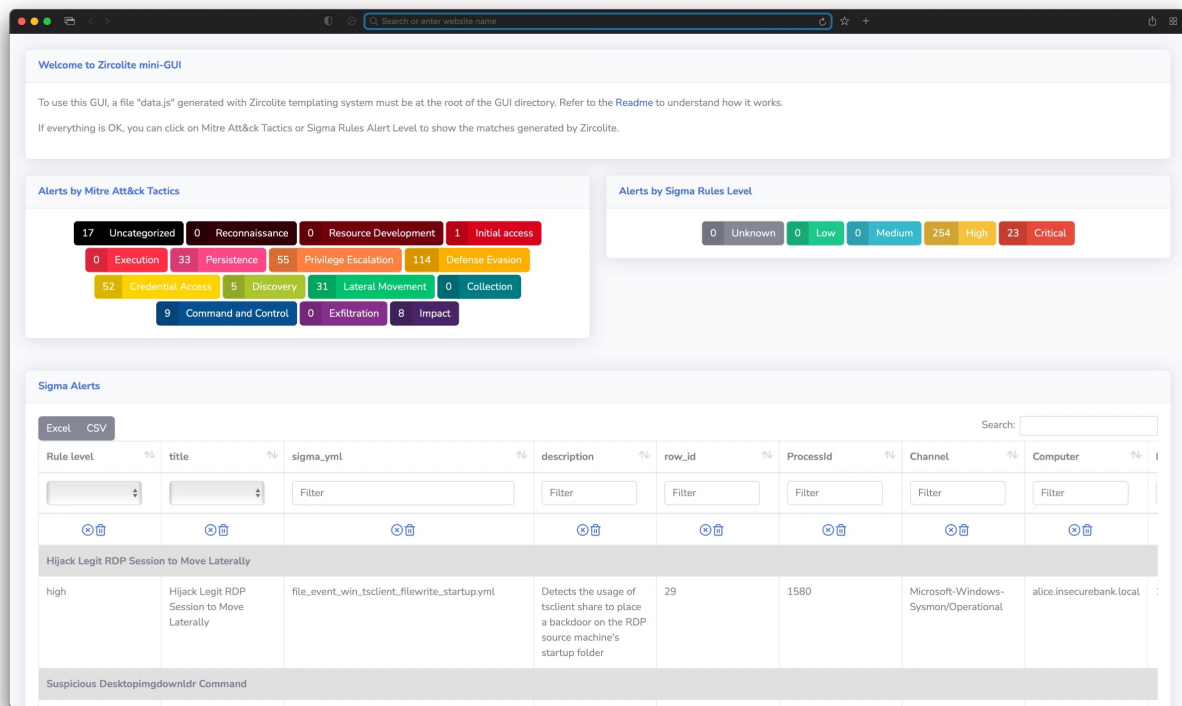 Search or enter website name
Welcome to Zircolite mini-GUI
To use this GUI, a file "data.js" generated with Zircolite templating system must be at the root of the GUI directory. Refer to the Readme to understand how it works.
If everything is OK, you can click on Mitre Att&ck Tactics or Sigma Rules Alert Level to show the matches generated by Zircolite.
Alerts by Mitre Att&ck Tactics
17 Uncategorized 0 Reconnaissance 0 Resource Development 1 Initial access
0 Execution 33 Persistence 55 Privilege Escalation 114 Defense Evasion
52 Credential Access 5 Discovery 31 Lateral Movement 0 Collection
9 Command and Control 0 Exfiltration 8 Impact
Alerts by Sigma Rules Level
0 Unknown 0 Low 0 Medium 254 High 23 Critical
Sigma Alerts
Excel CSV
Search:
Rule level title sigma_yml description row_id ProcessId Channel Computer
Filter Filter Filter Filter Filter Filter
Hijack Legit RDP Session to Move Laterally
high
Hijack Legit RDP
Session to Move
Laterally
file_event_win_tsclient_filewrite_startup.yml
Detects the usage of
tsclient share to place
a backdoor on the RDP
source machine's
startup folder
29
1580
Microsoft-Windows-
Sysmon/Operational
alice.insecurebank.local
Suspicious Desktopimgdownldr Command